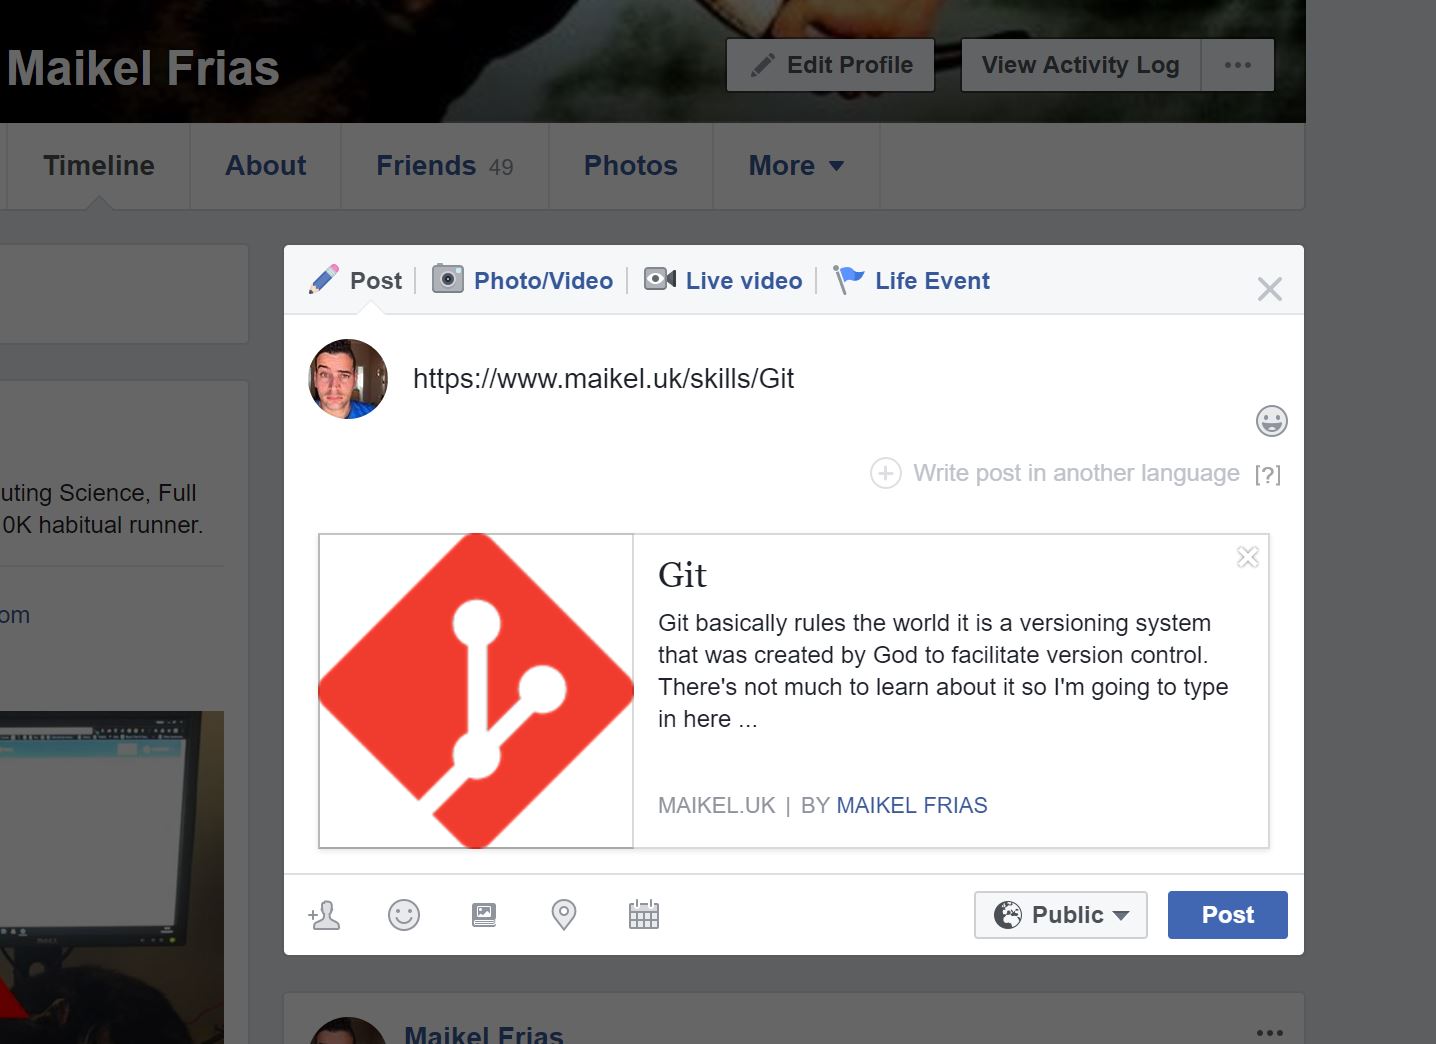 Maikel Frias
Edit Profile
View Activity Log
Timeline
About
Friends 49
Photos
More
Post
Photo/Video
Live video
Life Event
https://www.maikel.uk/skills/Git
Write post in another language [?]
uting Science, Full
0K habitual runner.
om
Git
Git basically rules the world it is a versioning system
that was created by God to facilitate version control.
There's not much to learn about it so I'm going to type
in here ...
MAIKEL.UK | BY MAIKEL FRIAS
Public
Post
Maikel Frias